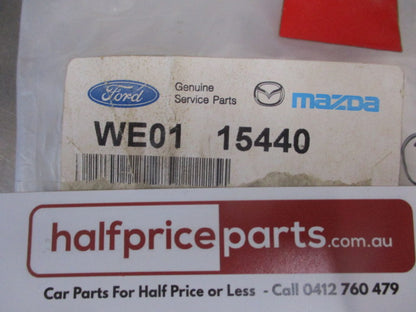 Ford Genuine Service Parts mazda
WE01 15440
halfpriceparts.com.au
Car Parts For Half Price or Less - Call 0412 760 479